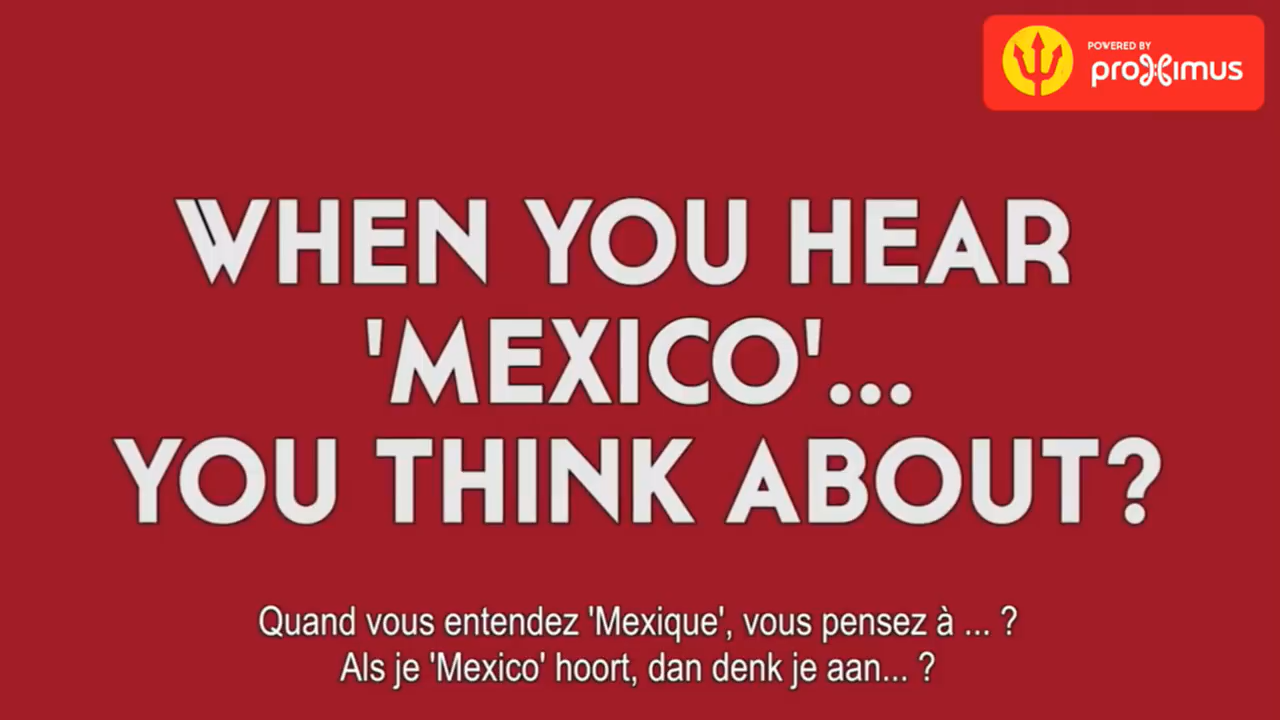 POWERED BY
proximus
WHEN YOU HEAR
'MEXICO'...
YOU THINK ABOUT?
Quand vous entendez 'Mexique', vous pensez à ... ?
Als je 'Mexico' hoort, dan denk je aan... ?